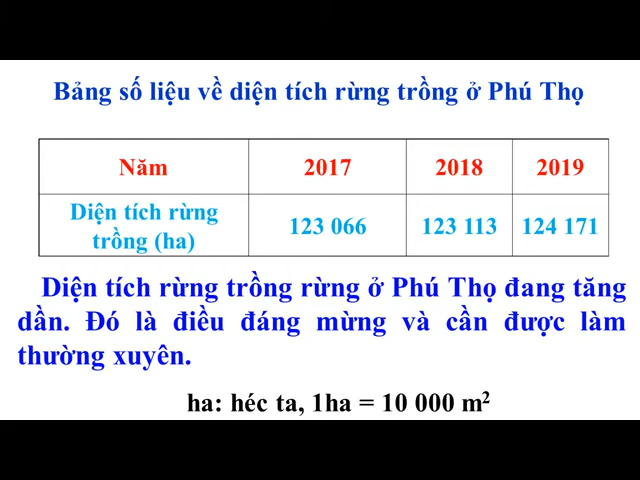 Bảng số liệu về diện tích rừng trồng ở Phú Thọ
Năm 2017 2018 2019
Diện tích rừng
trồng (ha) 123 066 123 113 124 171
Diện tích rừng trồng rừng ở Phú Thọ đang tăng
dần. Đó là điều đáng mừng và cần được làm
thường xuyên.
ha: héc ta, 1ha = 10 000 m²